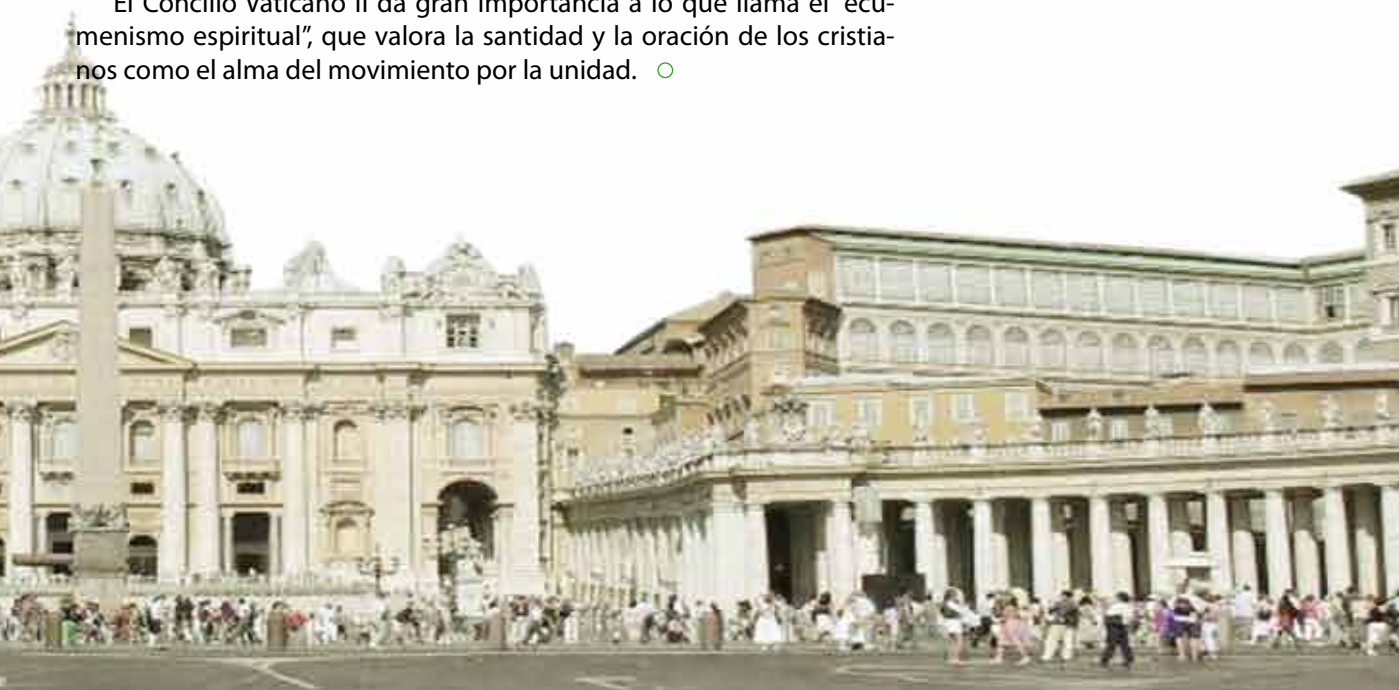 El Concilio Vaticano II da gran importancia a lo que llama el “ecu-
menismo espiritual”, que valora la santidad y la oración de los cristia-
nos como el alma del movimiento por la unidad.